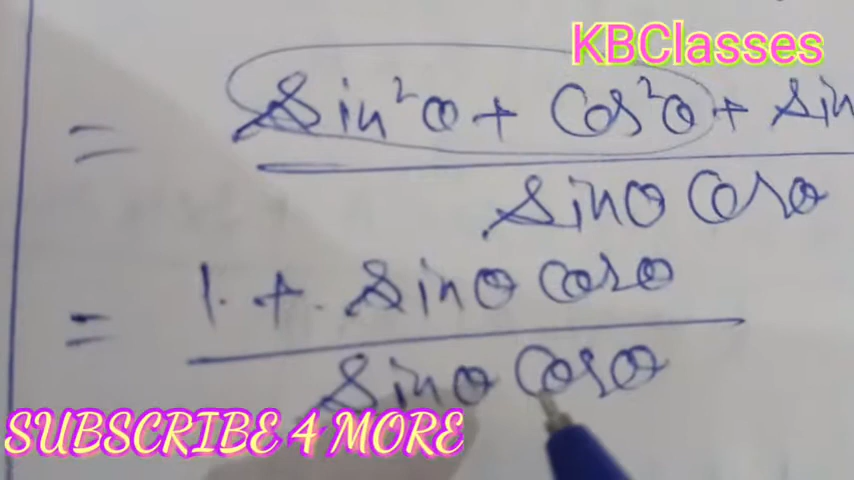 KBClasses
= sin²θ + cos²θ + sin
sinθ cosθ
= 1 + sinθ cosθ
sinθ cosθ
SUBSCRIBE 4 MORE